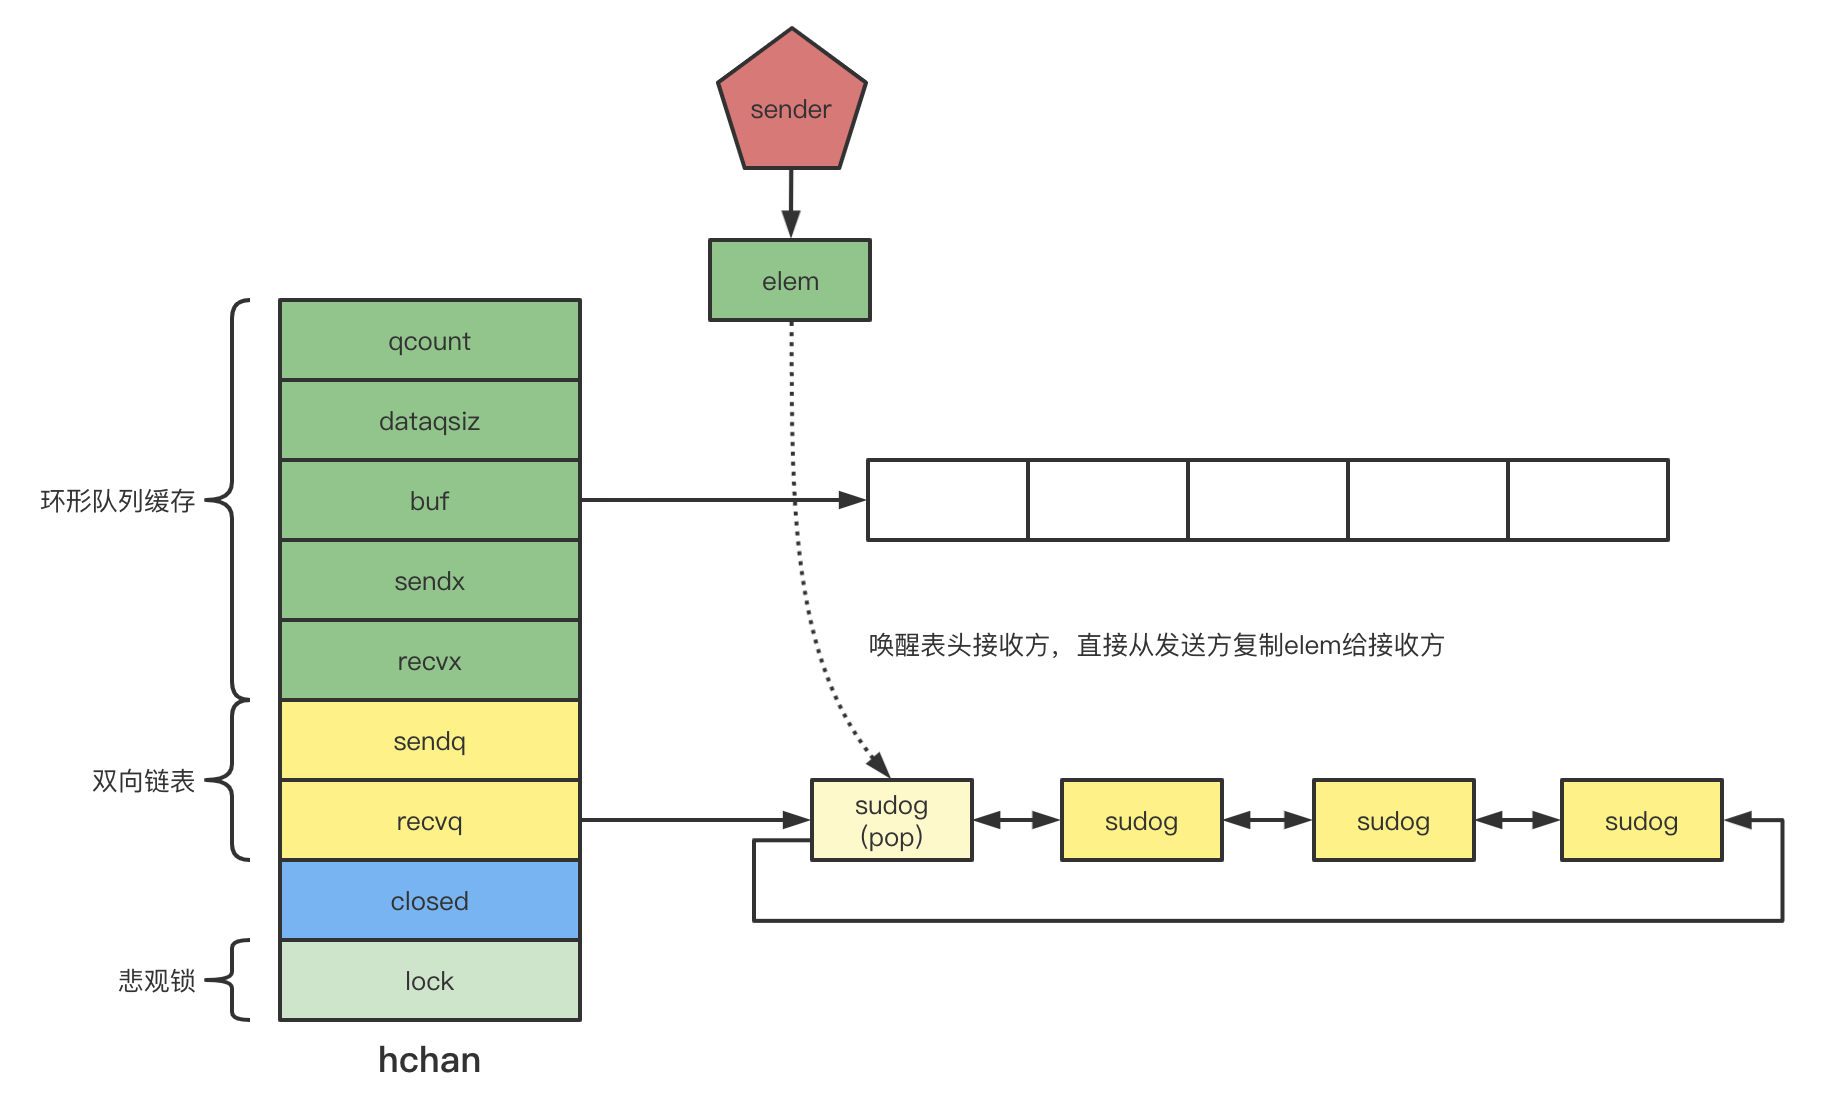 sender
elem
qcount
dataqsiz
环形队列缓存
buf
sendx
recvx
唤醒表头接收方，直接从发送方复制elem给接收方
双向链表
sendq
recvq
sudog
(pop)
sudog
sudog
sudog
closed
悲观锁
lock
hchan